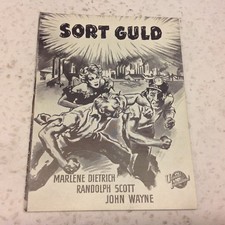 SORT GULD
MARLENE DIETRICH
RANDOLPH SCOTT
JOHN WAYNE